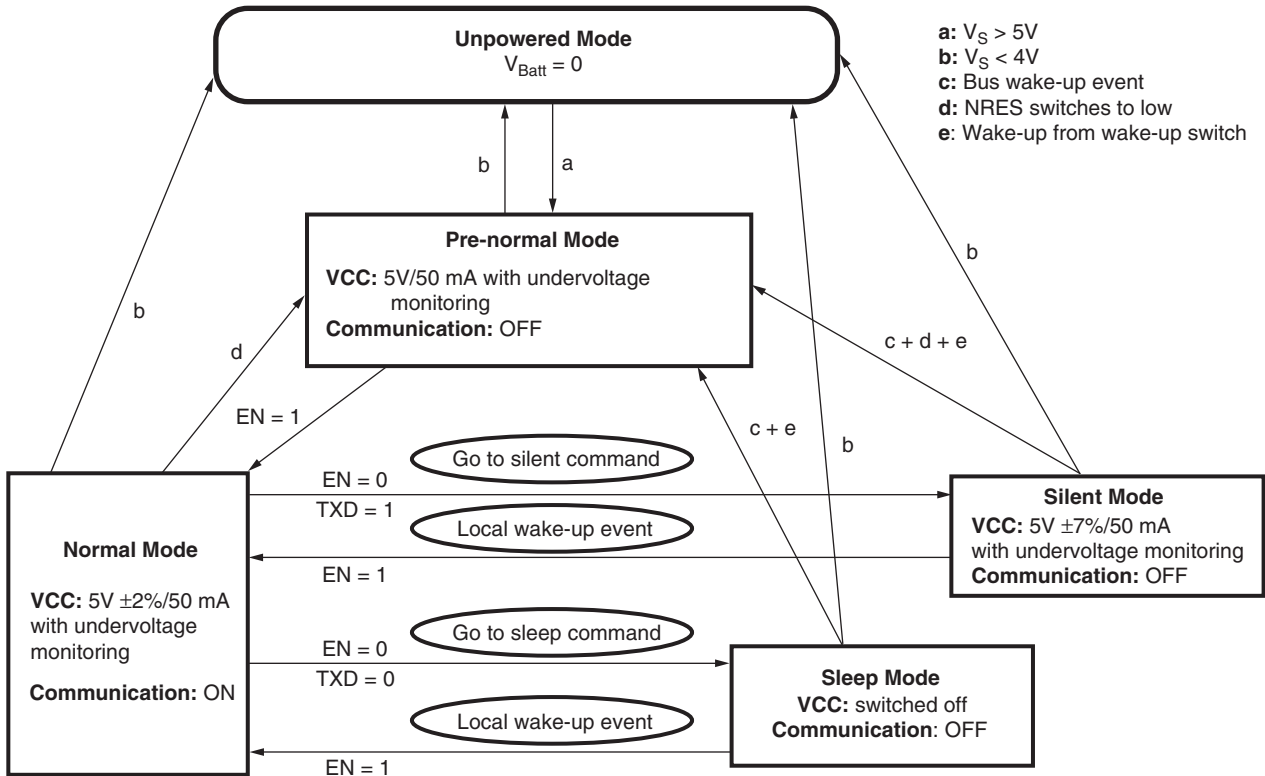 Unpowered Mode
V_Batt = 0
a: V_S > 5V
b: V_S < 4V
c: Bus wake-up event
d: NRES switches to low
e: Wake-up from wake-up switch
b
a
Pre-normal Mode
VCC: 5V/50 mA with undervoltage
monitoring
Communication: OFF
b
d
b
c + d + e
EN = 1
c + e
b
Go to silent command
EN = 0
TXD = 1
Local wake-up event
EN = 1
Silent Mode
VCC: 5V ±7%/50 mA
with undervoltage monitoring
Communication: OFF
Normal Mode
VCC: 5V ±2%/50 mA
with undervoltage
monitoring
Communication: ON
Go to sleep command
EN = 0
TXD = 0
Local wake-up event
EN = 1
Sleep Mode
VCC: switched off
Communication: OFF